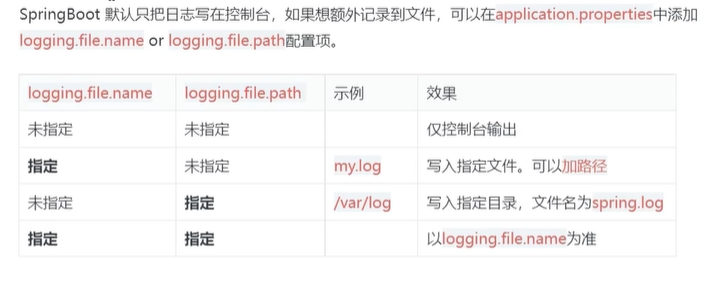 SpringBoot 默认只把日志写在控制台，如果想额外记录到文件，可以在application.properties中添加
logging.file.name or logging.file.path配置项。
logging.file.name logging.file.path 示例 效果
未指定 未指定 仅控制台输出
指定 未指定 my.log 写入指定文件。可以加路径
未指定 指定 /var/log 写入指定目录，文件名为spring.log
指定 指定 以logging.file.name为准